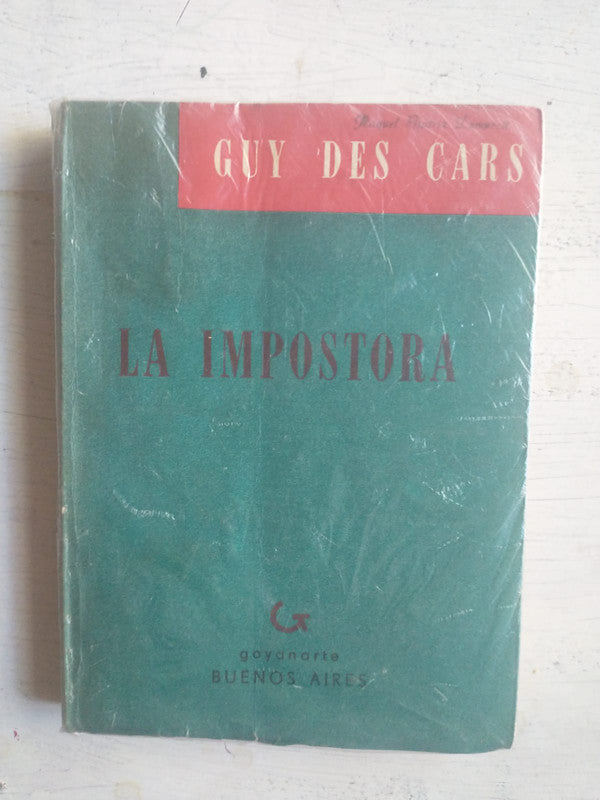 GUY DES CARS
LA IMPOSTORA
goyanarte
BUENOS AIRES